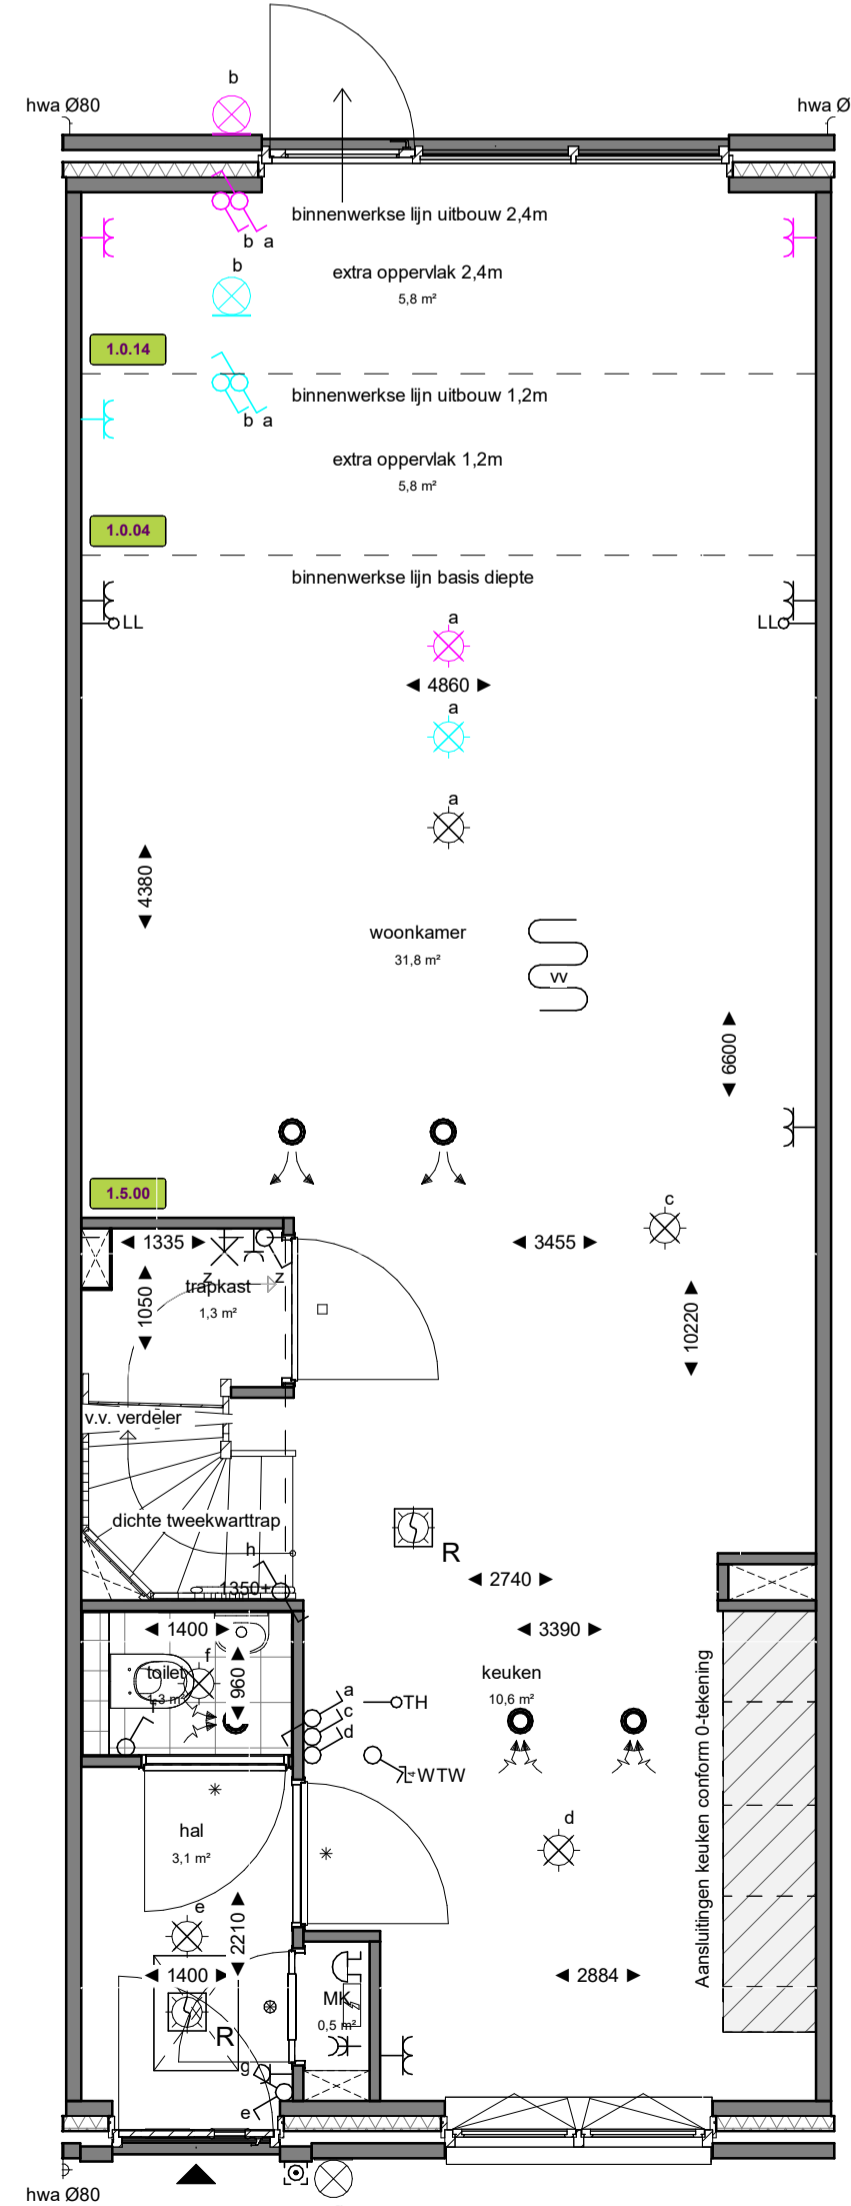 b
hwa Ø80
hwa Ø
binnenwerkse lijn uitbouw 2,4m
b a
b
extra oppervlak 2,4m
5,8 m²
1.0.14
binnenwerkse lijn uitbouw 1,2m
b a
extra oppervlak 1,2m
5,8 m²
1.0.04
binnenwerkse lijn basis diepte
a
LL
LL
4860
a
a
4380
woonkamer
31,8 m²
vv
6600
1.5.00
c
1335
3455
z
z
trapkast
1,3 m²
1050
10220
v.v. verdeler
dichte tweekwarttrap
h
R
1350+
2740
1400
3390
f
toilet
1,3 m²
960
keuken
10,6 m²
a
TH
f
c
d
WTW
Aansluitingen keuken conform 0-tekening
hal
3,1 m²
d
e
2210
1400
2884
MK
0,5 m²
R
g
e
hwa Ø80